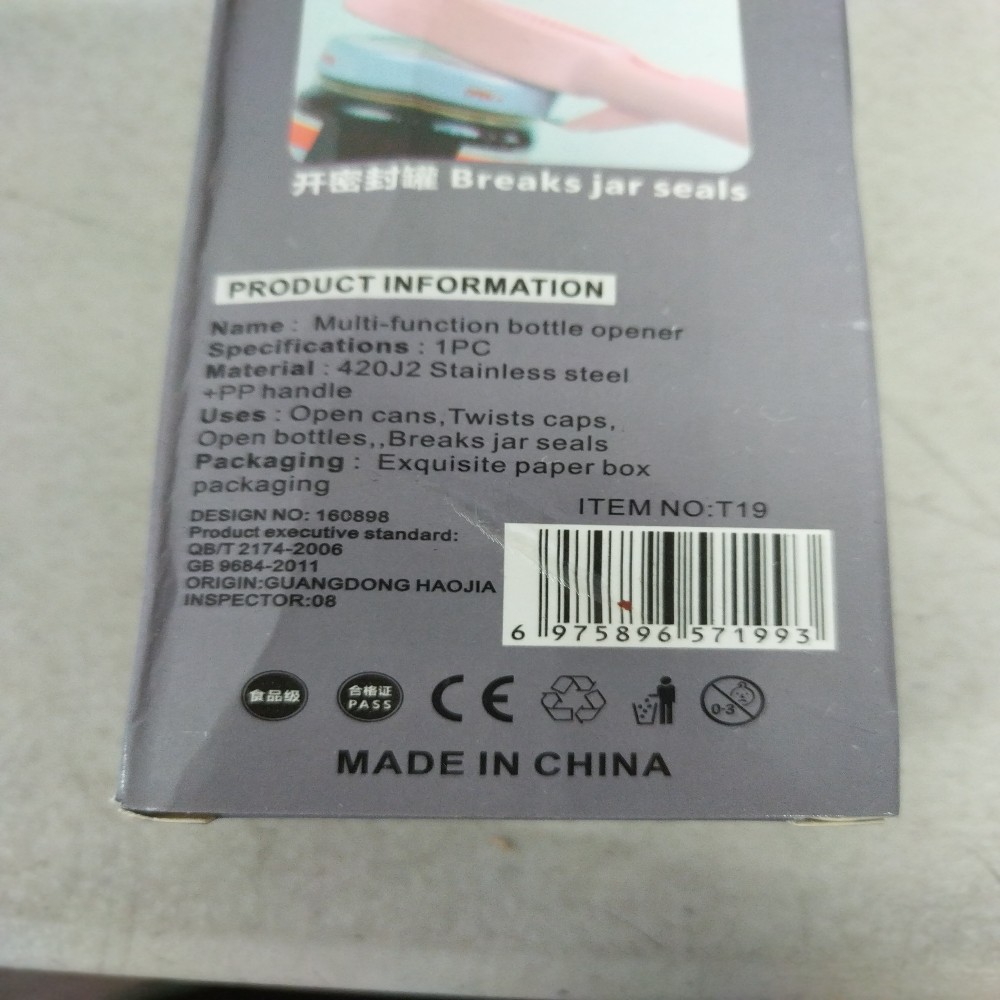 开密封罐 Breaks jar seals
PRODUCT INFORMATION
Name : Multi-function bottle opener
Specifications : 1PC
Material : 420J2 Stainless steel
+PP handle
Uses : Open cans,Twists caps,
Open bottles,,Breaks jar seals
Packaging : Exquisite paper box
packaging
DESIGN NO: 160898
Product executive standard:
QB/T 2174-2006
GB 9684-2011
ORIGIN:GUANGDONG HAOJIA
INSPECTOR:08
ITEM NO:T19
6 975896 571993
食品级
合格证
PASS
CE
0-3
MADE IN CHINA